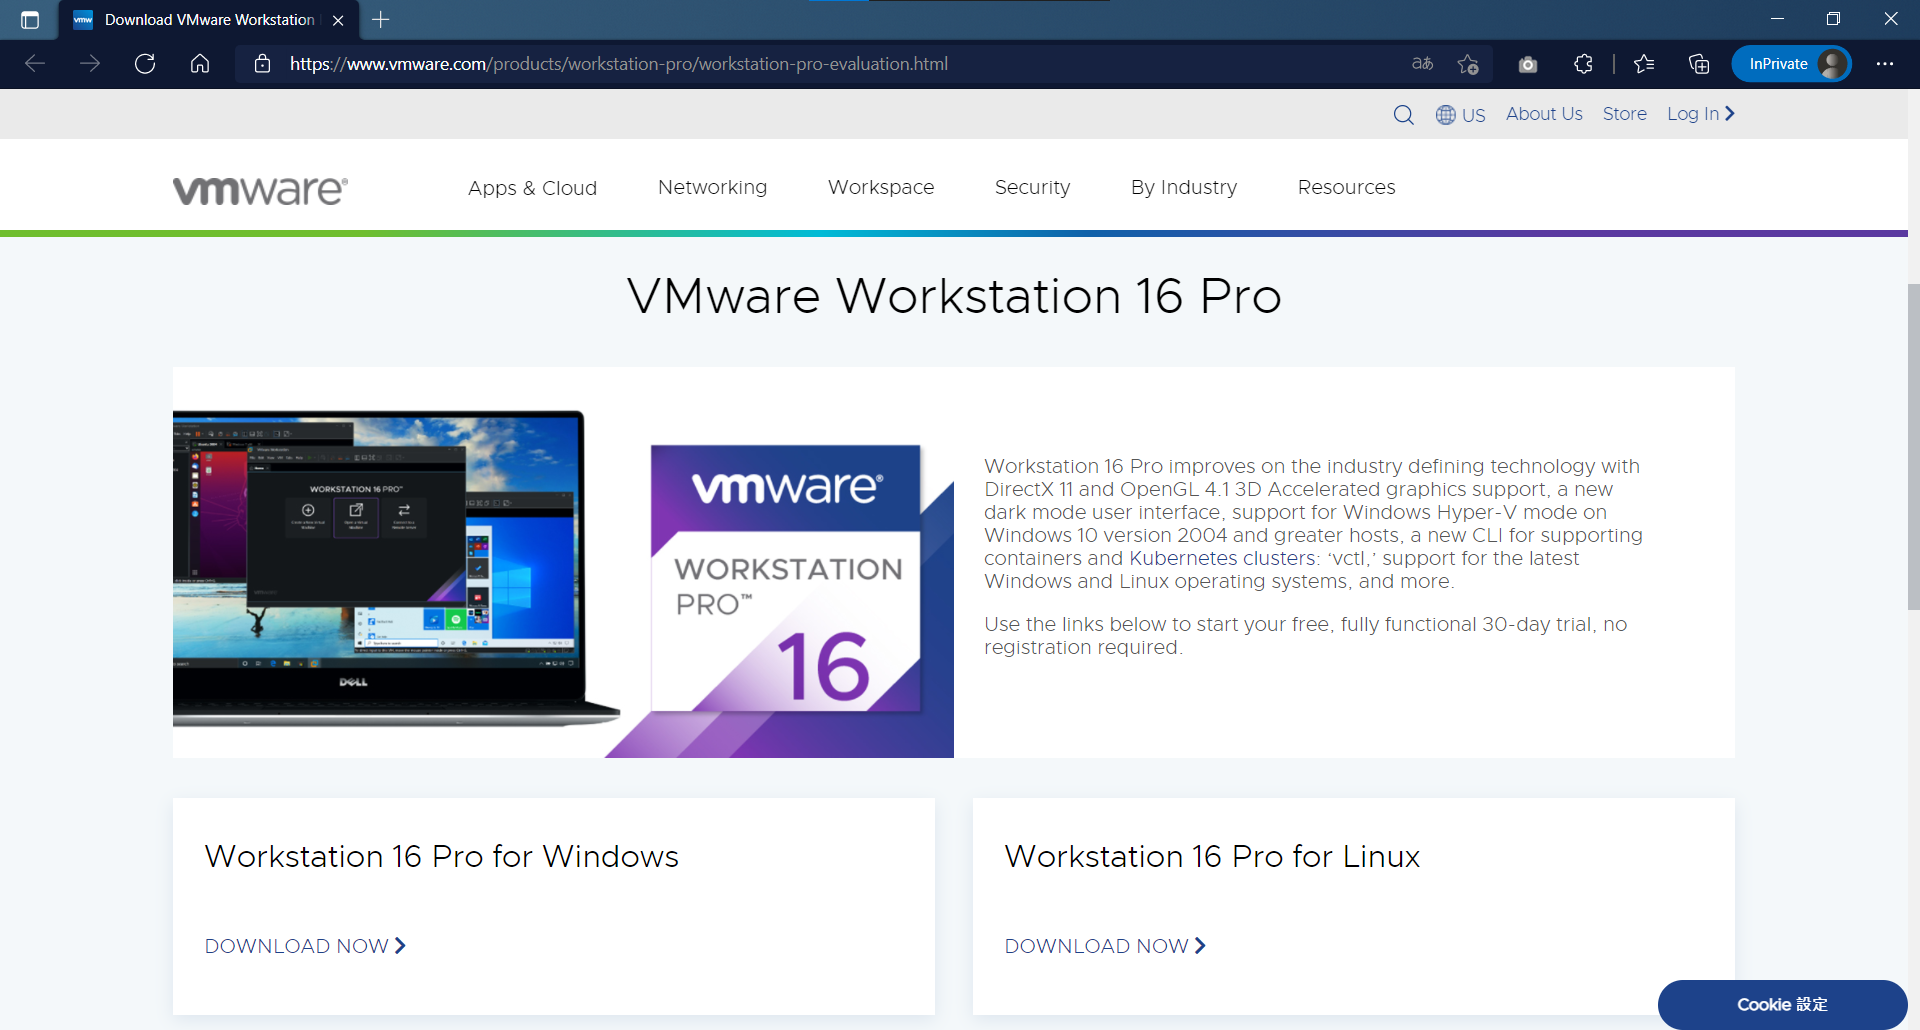 Download VMware Workstation
https://www.vmware.com/products/workstation-pro/workstation-pro-evaluation.html
aあ
InPrivate
US
About Us
Store
Log In
vmware®
Apps & Cloud
Networking
Workspace
Security
By Industry
Resources
VMware Workstation 16 Pro
WORKSTATION 16 PRO™
DELL
vmware®
WORKSTATION
PRO™
16
Workstation 16 Pro improves on the industry defining technology with
DirectX 11 and OpenGL 4.1 3D Accelerated graphics support, a new
dark mode user interface, support for Windows Hyper-V mode on
Windows 10 version 2004 and greater hosts, a new CLI for supporting
containers and Kubernetes clusters: ‘vctl,’ support for the latest
Windows and Linux operating systems, and more.
Use the links below to start your free, fully functional 30-day trial, no
registration required.
Workstation 16 Pro for Windows
DOWNLOAD NOW
Workstation 16 Pro for Linux
DOWNLOAD NOW
Cookie 設定